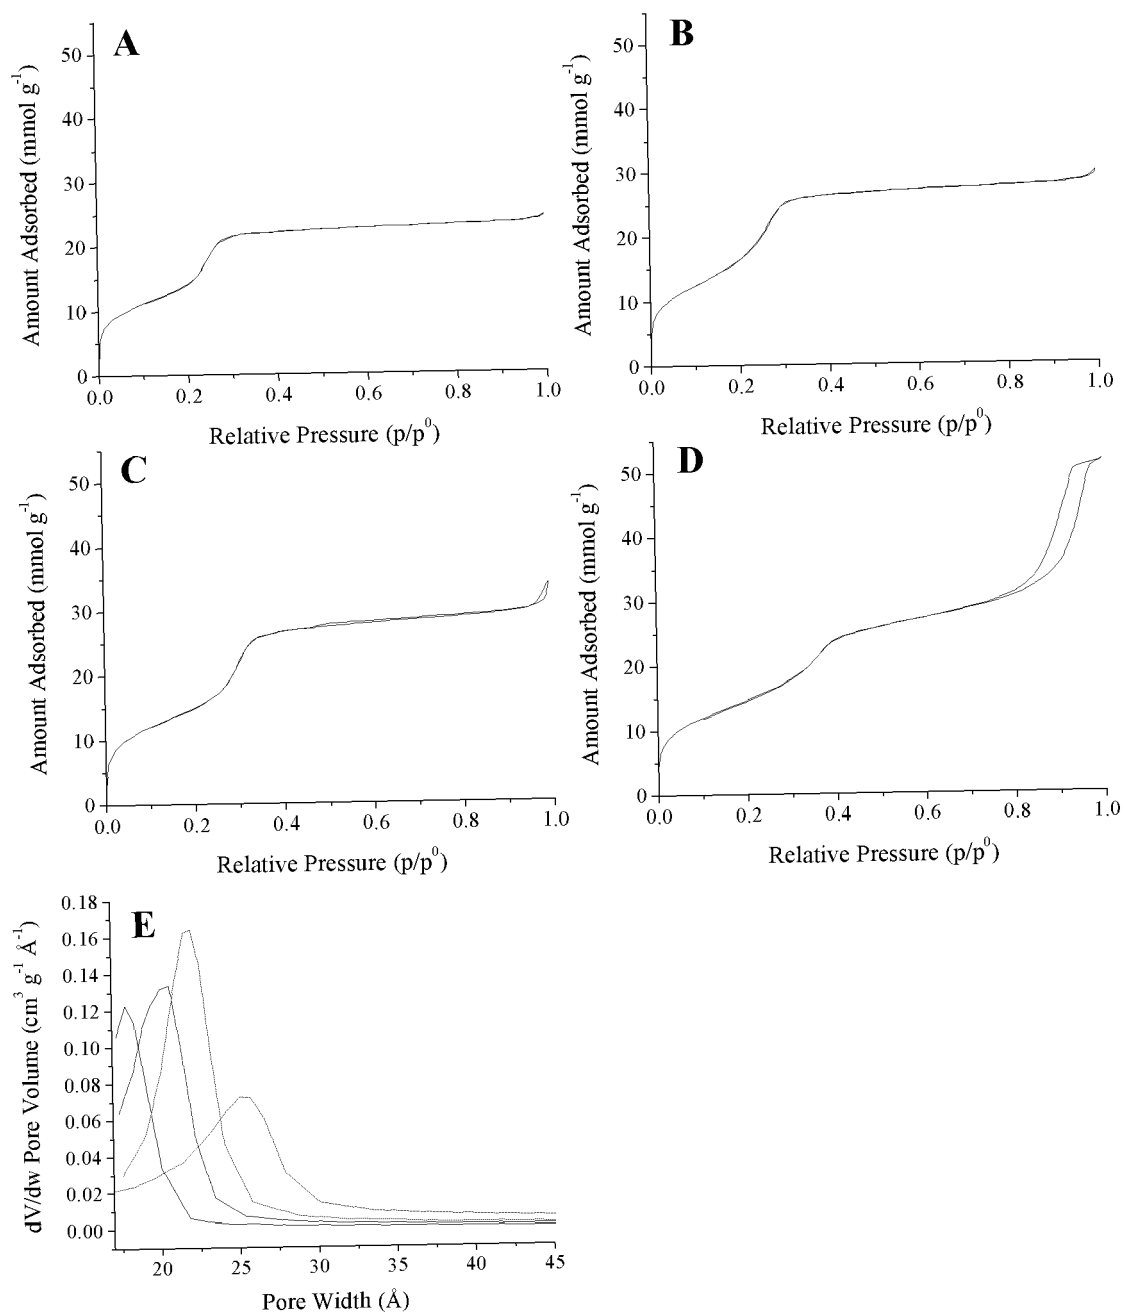 A
50
40
30
20
10
0
Amount Adsorbed (mmol g⁻¹)
0.0 0.2 0.4 0.6 0.8 1.0
Relative Pressure (p/p⁰)
B
50
40
30
20
10
0
Amount Adsorbed (mmol g⁻¹)
0.0 0.2 0.4 0.6 0.8 1.0
Relative Pressure (p/p⁰)
C
50
40
30
20
10
0
Amount Adsorbed (mmol g⁻¹)
0.0 0.2 0.4 0.6 0.8 1.0
Relative Pressure (p/p⁰)
D
50
40
30
20
10
0
Amount Adsorbed (mmol g⁻¹)
0.0 0.2 0.4 0.6 0.8 1.0
Relative Pressure (p/p⁰)
E
0.18
0.16
0.14
0.12
0.10
0.08
0.06
0.04
0.02
0.00
dV/dw Pore Volume (cm³ g⁻¹ Å⁻¹)
20 25 30 35 40 45
Pore Width (Å)